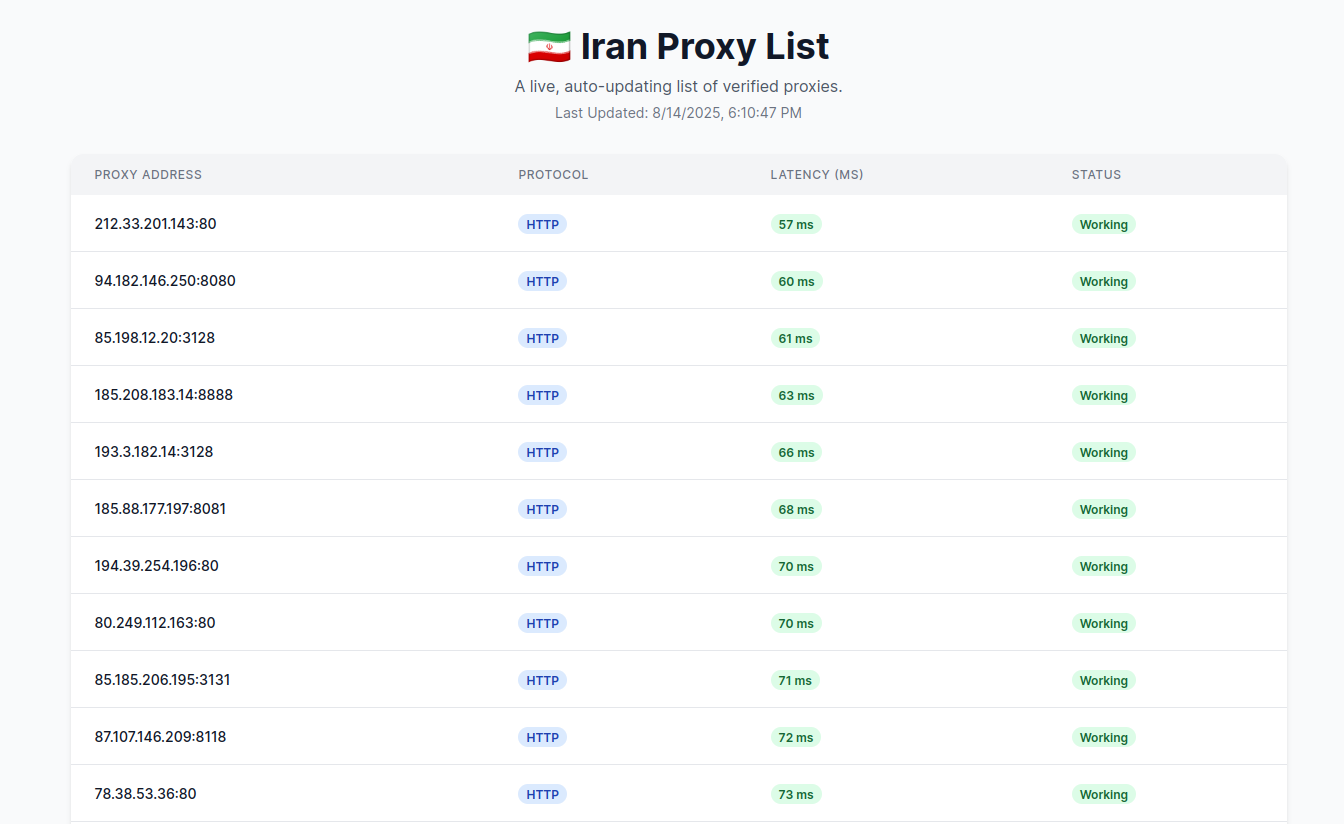 🇮🇷 Iran Proxy List
A live, auto-updating list of verified proxies.
Last Updated: 8/14/2025, 6:10:47 PM
PROXY ADDRESS PROTOCOL LATENCY (MS) STATUS
212.33.201.143:80 HTTP 57 ms Working
94.182.146.250:8080 HTTP 60 ms Working
85.198.12.20:3128 HTTP 61 ms Working
185.208.183.14:8888 HTTP 63 ms Working
193.3.182.14:3128 HTTP 66 ms Working
185.88.177.197:8081 HTTP 68 ms Working
194.39.254.196:80 HTTP 70 ms Working
80.249.112.163:80 HTTP 70 ms Working
85.185.206.195:3131 HTTP 71 ms Working
87.107.146.209:8118 HTTP 72 ms Working
78.38.53.36:80 HTTP 73 ms Working